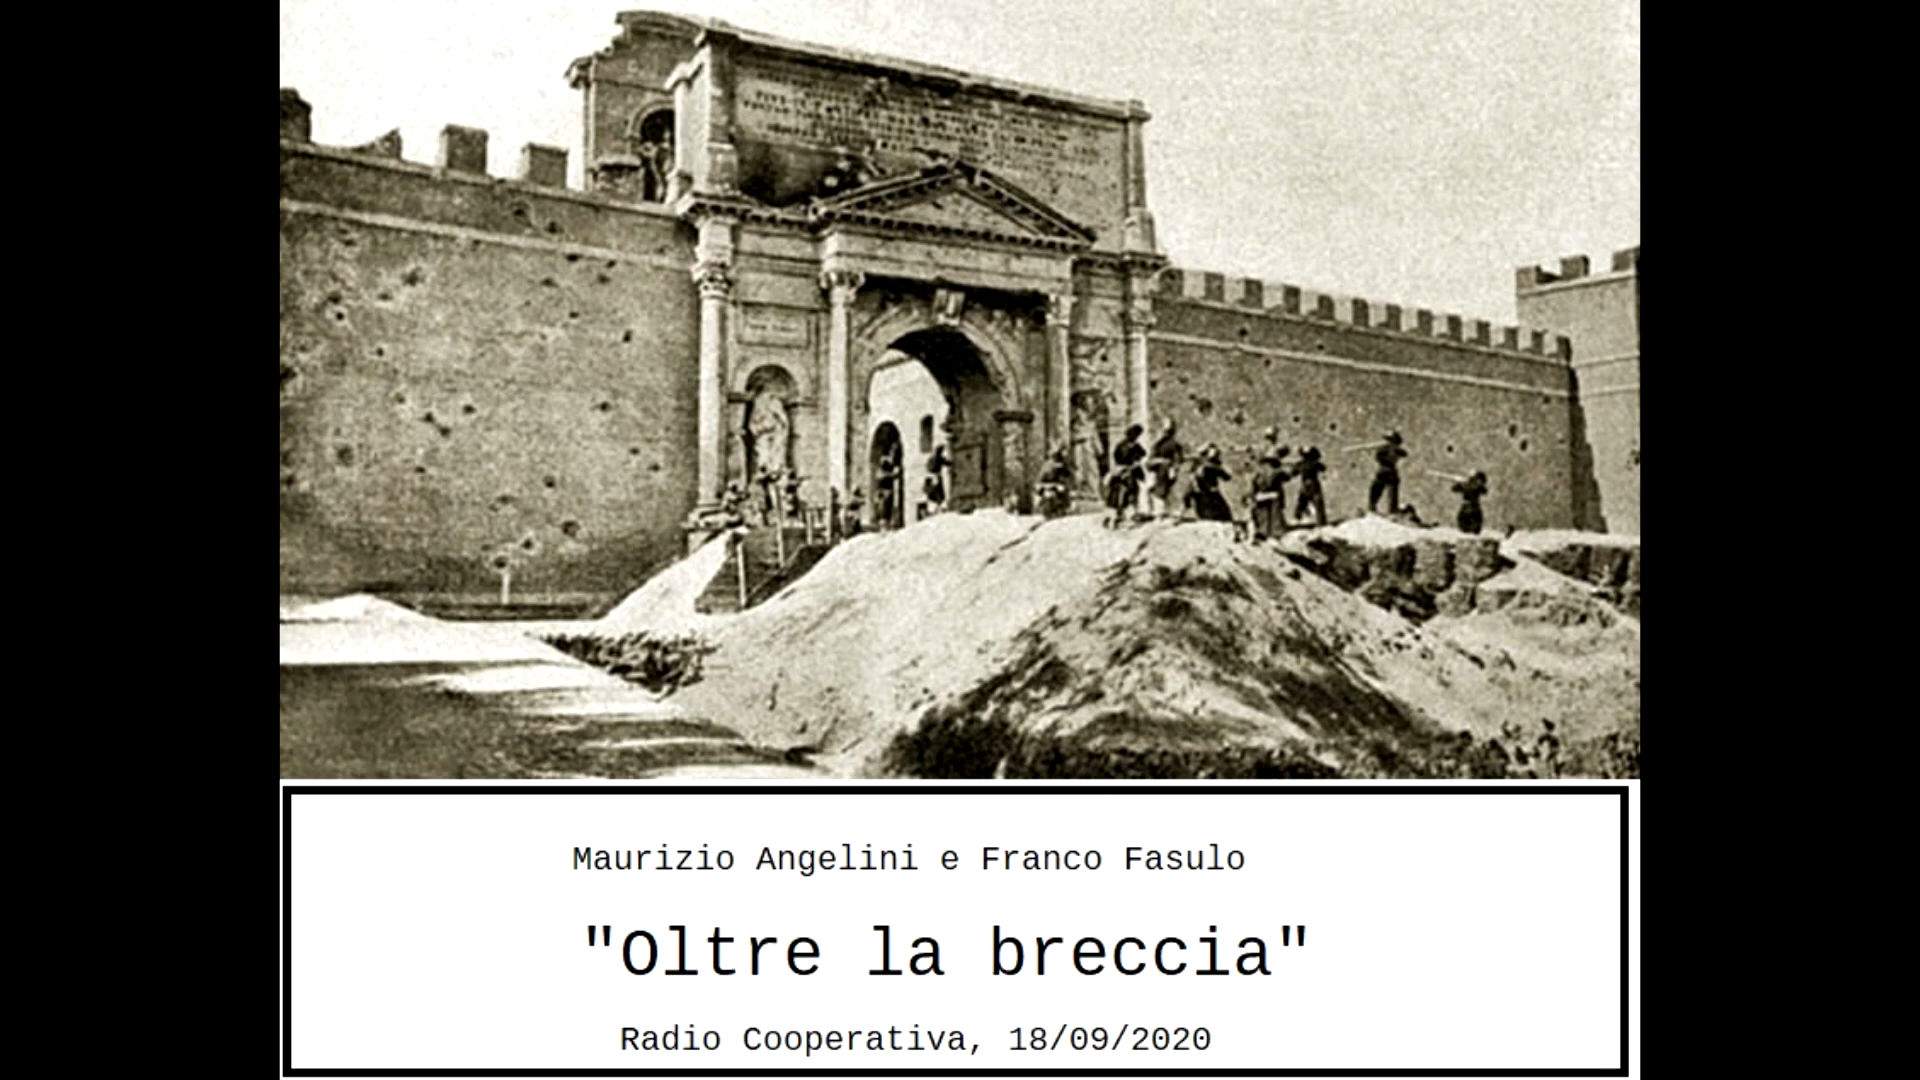 Maurizio Angelini e Franco Fasulo
"Oltre la breccia"
Radio Cooperativa, 18/09/2020